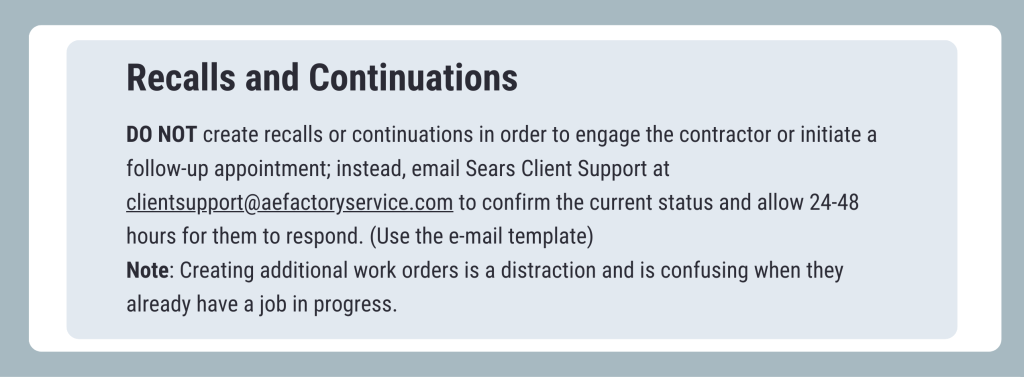 Recalls and Continuations
DO NOT create recalls or continuations in order to engage the contractor or initiate a
follow-up appointment; instead, email Sears Client Support at
clientsupport@aefactoryservice.com to confirm the current status and allow 24-48
hours for them to respond. (Use the e-mail template)
Note: Creating additional work orders is a distraction and is confusing when they
already have a job in progress.